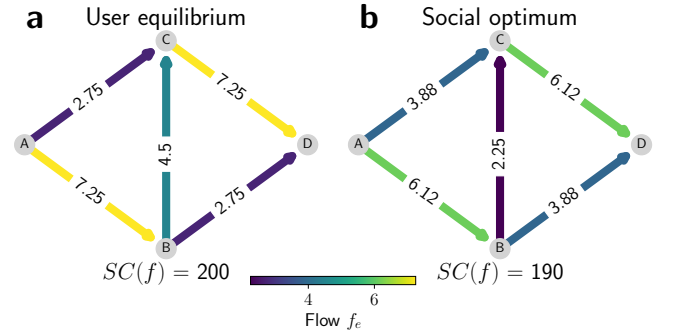 a User equilibrium
C
2.75
7.25
A
4.5
D
7.25
2.75
B
SC(f) = 200
b Social optimum
C
3.88
6.12
A
2.25
D
6.12
3.88
B
SC(f) = 190
4 6
Flow f_e